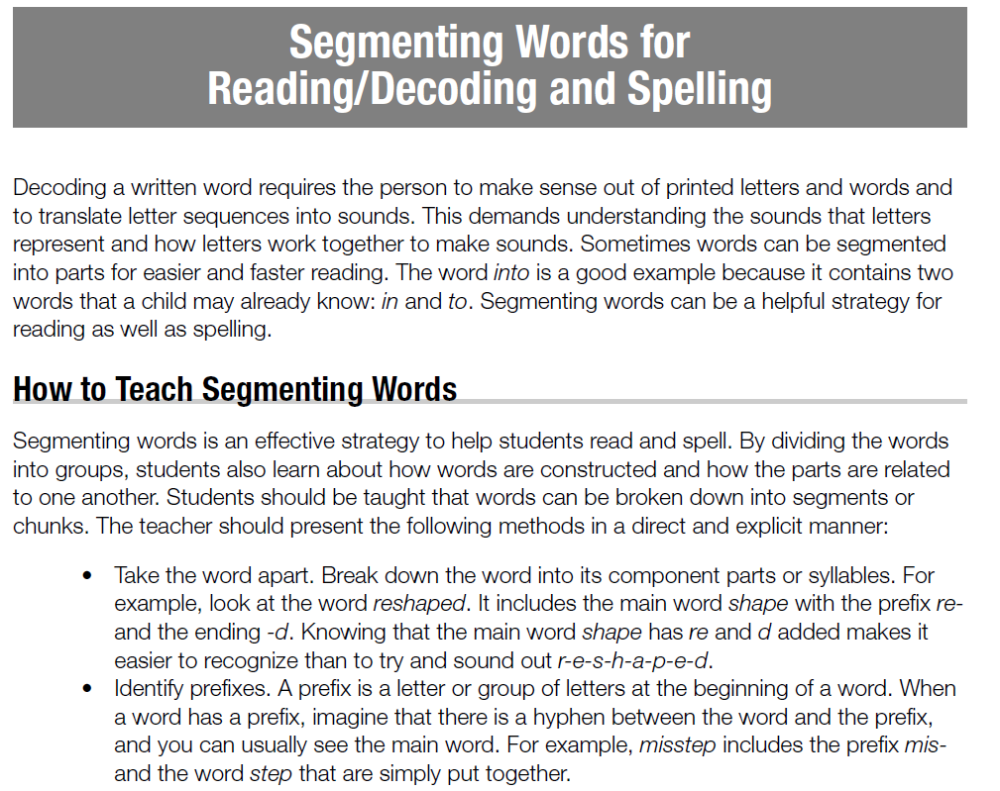 Segmenting Words for
Reading/Decoding and Spelling
Decoding a written word requires the person to make sense out of printed letters and words and
to translate letter sequences into sounds. This demands understanding the sounds that letters
represent and how letters work together to make sounds. Sometimes words can be segmented
into parts for easier and faster reading. The word into is a good example because it contains two
words that a child may already know: in and to. Segmenting words can be a helpful strategy for
reading as well as spelling.
How to Teach Segmenting Words
Segmenting words is an effective strategy to help students read and spell. By dividing the words
into groups, students also learn about how words are constructed and how the parts are related
to one another. Students should be taught that words can be broken down into segments or
chunks. The teacher should present the following methods in a direct and explicit manner:
• Take the word apart. Break down the word into its component parts or syllables. For
example, look at the word reshaped. It includes the main word shape with the prefix re-
and the ending -d. Knowing that the main word shape has re and d added makes it
easier to recognize than to try and sound out r-e-s-h-a-p-e-d.
• Identify prefixes. A prefix is a letter or group of letters at the beginning of a word. When
a word has a prefix, imagine that there is a hyphen between the word and the prefix,
and you can usually see the main word. For example, misstep includes the prefix mis-
and the word step that are simply put together.